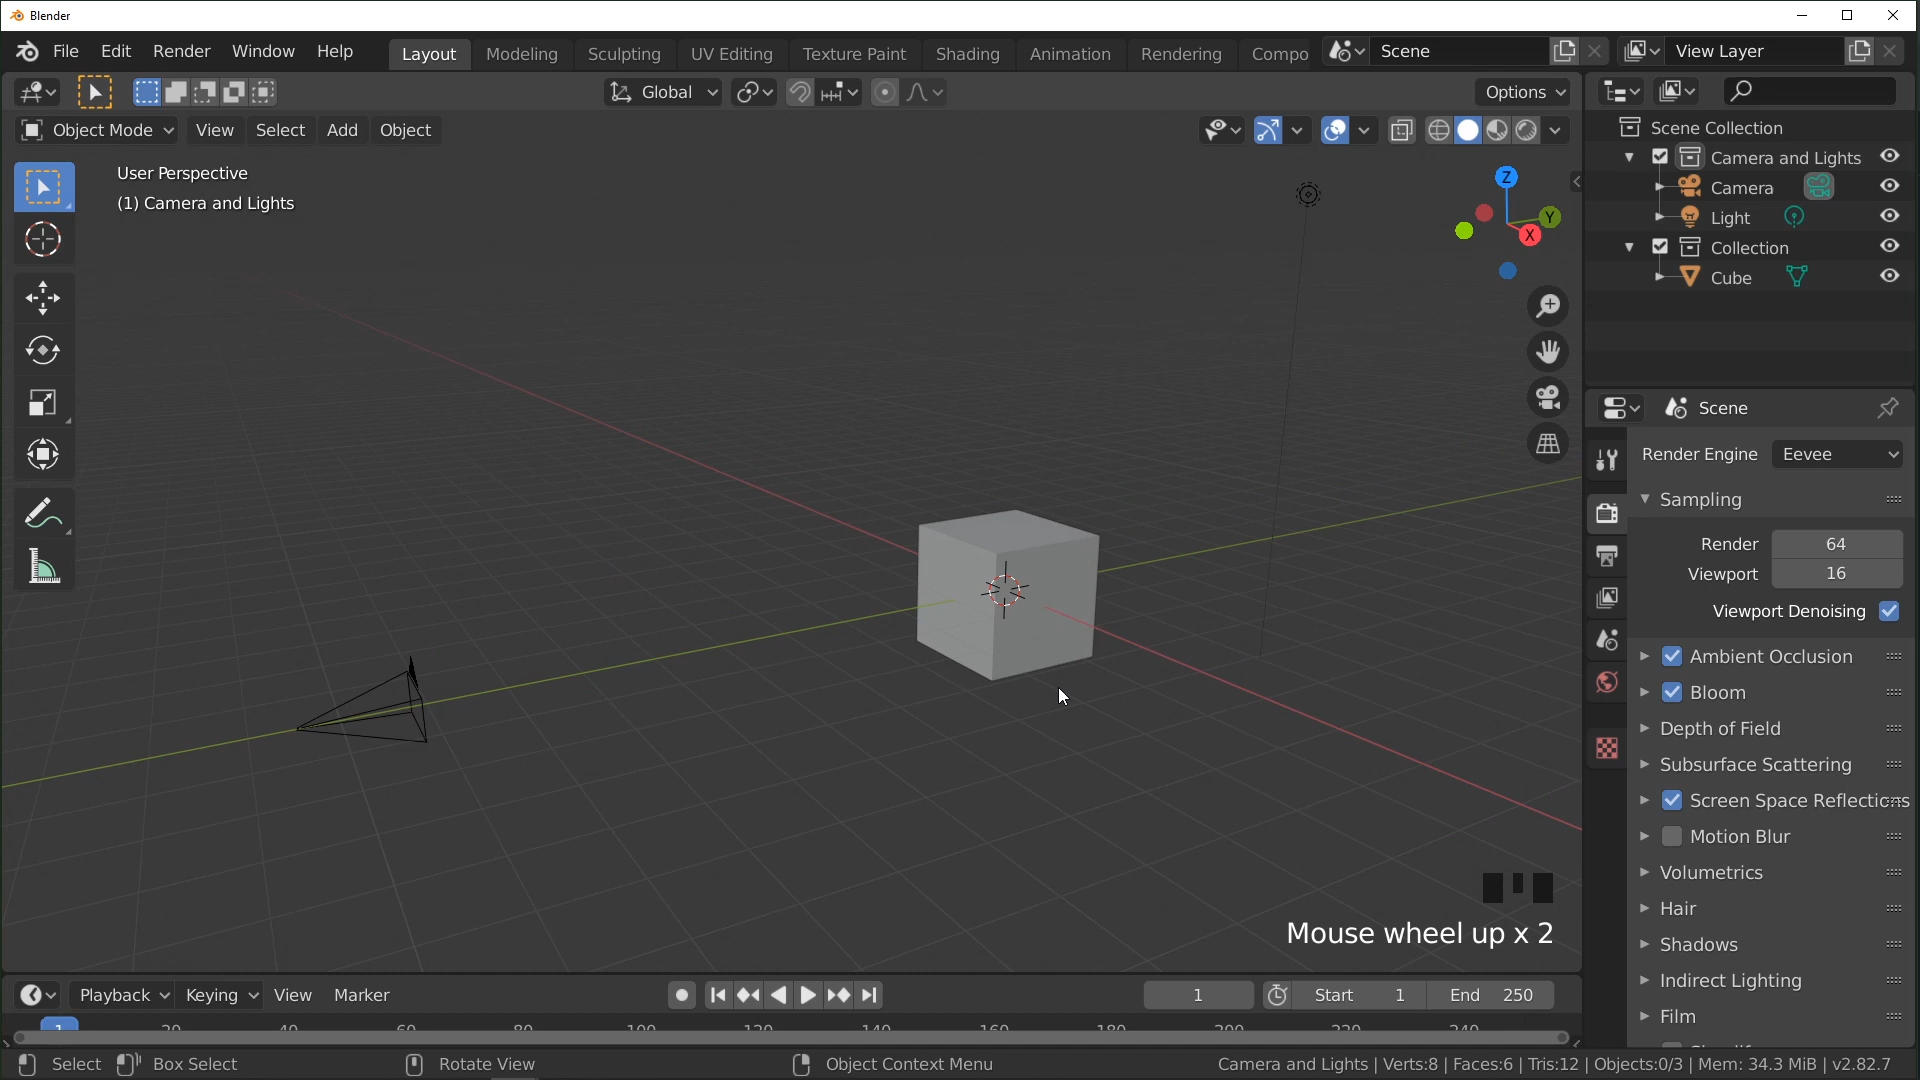 Blender
File Edit Render Window Help Layout Modeling Sculpting UV Editing Texture Paint Shading Animation Rendering Compo Scene View Layer
Global Options
Object Mode View Select Add Object
User Perspective
(1) Camera and Lights
Z
Y
X
Scene Collection
Camera and Lights
Camera
Light
Collection
Cube
Scene
Render Engine Eevee
Sampling
Render 64
Viewport 16
Viewport Denoising
Ambient Occlusion
Bloom
Depth of Field
Subsurface Scattering
Screen Space Reflections
Motion Blur
Volumetrics
Hair
Shadows
Indirect Lighting
Film
Mouse wheel up x 2
Playback Keying View Marker 1 Start 1 End 250
1 20 40 60 80 100 120 140 160 180 200 220 240
Select Box Select Rotate View Object Context Menu Camera and Lights | Verts:8 | Faces:6 | Tris:12 | Objects:0/3 | Mem: 34.3 MiB | v2.82.7